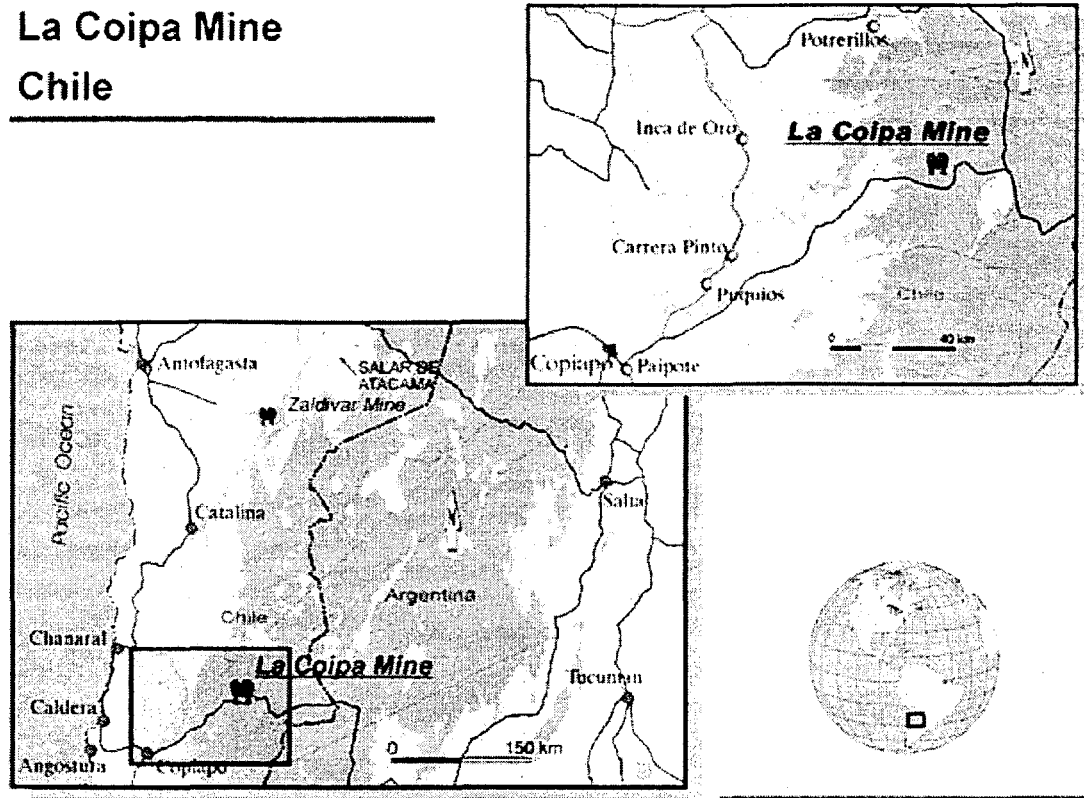 La Coipa Mine
Chile
Potrerillos
Inca de Oro
La Coipa Mine
Carrera Pinto
Puquios
Chile
0 40 km
Copiapo
Paipote
N
Antofagasta
SALAR DE
ATACAMA
Zaldivar Mine
Pacific Ocean
Salta
Catalina
N
Argentina
Chile
Chanaral
La Coipa Mine
Tucuman
Caldera
0 150 km
Angostura
Copiapo